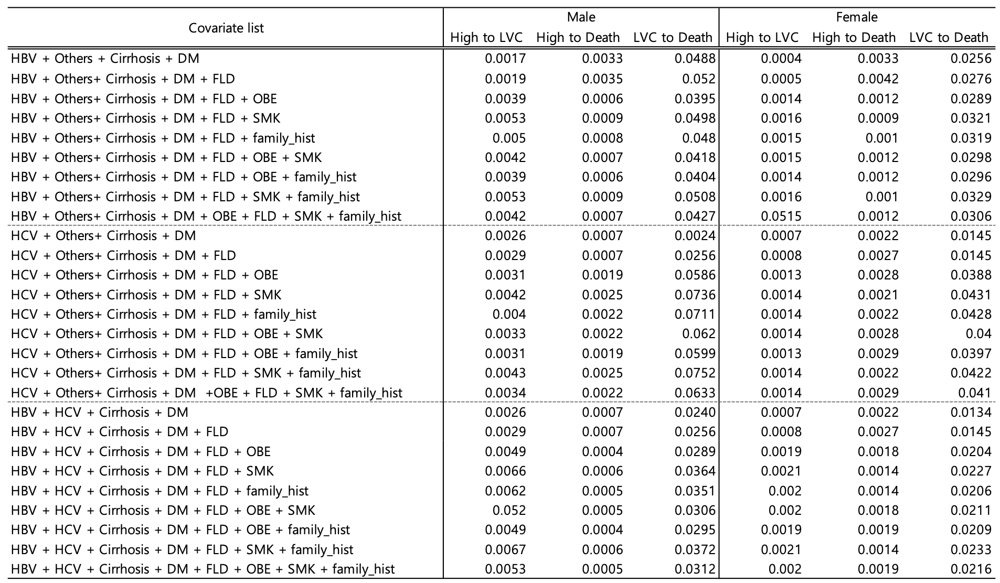 Covariate list Male Female
High to LVC High to Death LVC to Death High to LVC High to Death LVC to Death
HBV + Others + Cirrhosis + DM 0.0017 0.0033 0.0488 0.0004 0.0033 0.0256
HBV + Others+ Cirrhosis + DM + FLD 0.0019 0.0035 0.052 0.0005 0.0042 0.0276
HBV + Others+ Cirrhosis + DM + FLD + OBE 0.0039 0.0006 0.0395 0.0014 0.0012 0.0289
HBV + Others+ Cirrhosis + DM + FLD + SMK 0.0053 0.0009 0.0498 0.0016 0.0009 0.0321
HBV + Others+ Cirrhosis + DM + FLD + family_hist 0.005 0.0008 0.048 0.0015 0.001 0.0319
HBV + Others+ Cirrhosis + DM + FLD + OBE + SMK 0.0042 0.0007 0.0418 0.0015 0.0012 0.0298
HBV + Others+ Cirrhosis + DM + FLD + OBE + family_hist 0.0039 0.0006 0.0404 0.0014 0.0012 0.0296
HBV + Others+ Cirrhosis + DM + FLD + SMK + family_hist 0.0053 0.0009 0.0508 0.0016 0.001 0.0329
HBV + Others+ Cirrhosis + DM + OBE + FLD + SMK + family_hist 0.0042 0.0007 0.0427 0.0515 0.0012 0.0306
HCV + Others+ Cirrhosis + DM 0.0026 0.0007 0.0024 0.0007 0.0022 0.0145
HCV + Others+ Cirrhosis + DM + FLD 0.0029 0.0007 0.0256 0.0008 0.0027 0.0145
HCV + Others+ Cirrhosis + DM + FLD + OBE 0.0031 0.0019 0.0586 0.0013 0.0028 0.0388
HCV + Others+ Cirrhosis + DM + FLD + SMK 0.0042 0.0025 0.0736 0.0014 0.0021 0.0431
HCV + Others+ Cirrhosis + DM + FLD + family_hist 0.004 0.0022 0.0711 0.0014 0.0022 0.0428
HCV + Others+ Cirrhosis + DM + FLD + OBE + SMK 0.0033 0.0022 0.062 0.0014 0.0028 0.04
HCV + Others+ Cirrhosis + DM + FLD + OBE + family_hist 0.0031 0.0019 0.0599 0.0013 0.0029 0.0397
HCV + Others+ Cirrhosis + DM + FLD + SMK + family_hist 0.0043 0.0025 0.0752 0.0014 0.0022 0.0422
HCV + Others+ Cirrhosis + DM +OBE + FLD + SMK + family_hist 0.0034 0.0022 0.0633 0.0014 0.0029 0.041
HBV + HCV + Cirrhosis + DM 0.0026 0.0007 0.0240 0.0007 0.0022 0.0134
HBV + HCV + Cirrhosis + DM + FLD 0.0029 0.0007 0.0256 0.0008 0.0027 0.0145
HBV + HCV + Cirrhosis + DM + FLD + OBE 0.0049 0.0004 0.0289 0.0019 0.0018 0.0204
HBV + HCV + Cirrhosis + DM + FLD + SMK 0.0066 0.0006 0.0364 0.0021 0.0014 0.0227
HBV + HCV + Cirrhosis + DM + FLD + family_hist 0.0062 0.0005 0.0351 0.002 0.0014 0.0206
HBV + HCV + Cirrhosis + DM + FLD + OBE + SMK 0.052 0.0005 0.0306 0.002 0.0018 0.0211
HBV + HCV + Cirrhosis + DM + FLD + OBE + family_hist 0.0049 0.0004 0.0295 0.0019 0.0019 0.0209
HBV + HCV + Cirrhosis + DM + FLD + SMK + family_hist 0.0067 0.0006 0.0372 0.0021 0.0014 0.0233
HBV + HCV + Cirrhosis + DM + FLD + OBE + SMK + family_hist 0.0053 0.0005 0.0312 0.002 0.0019 0.0216